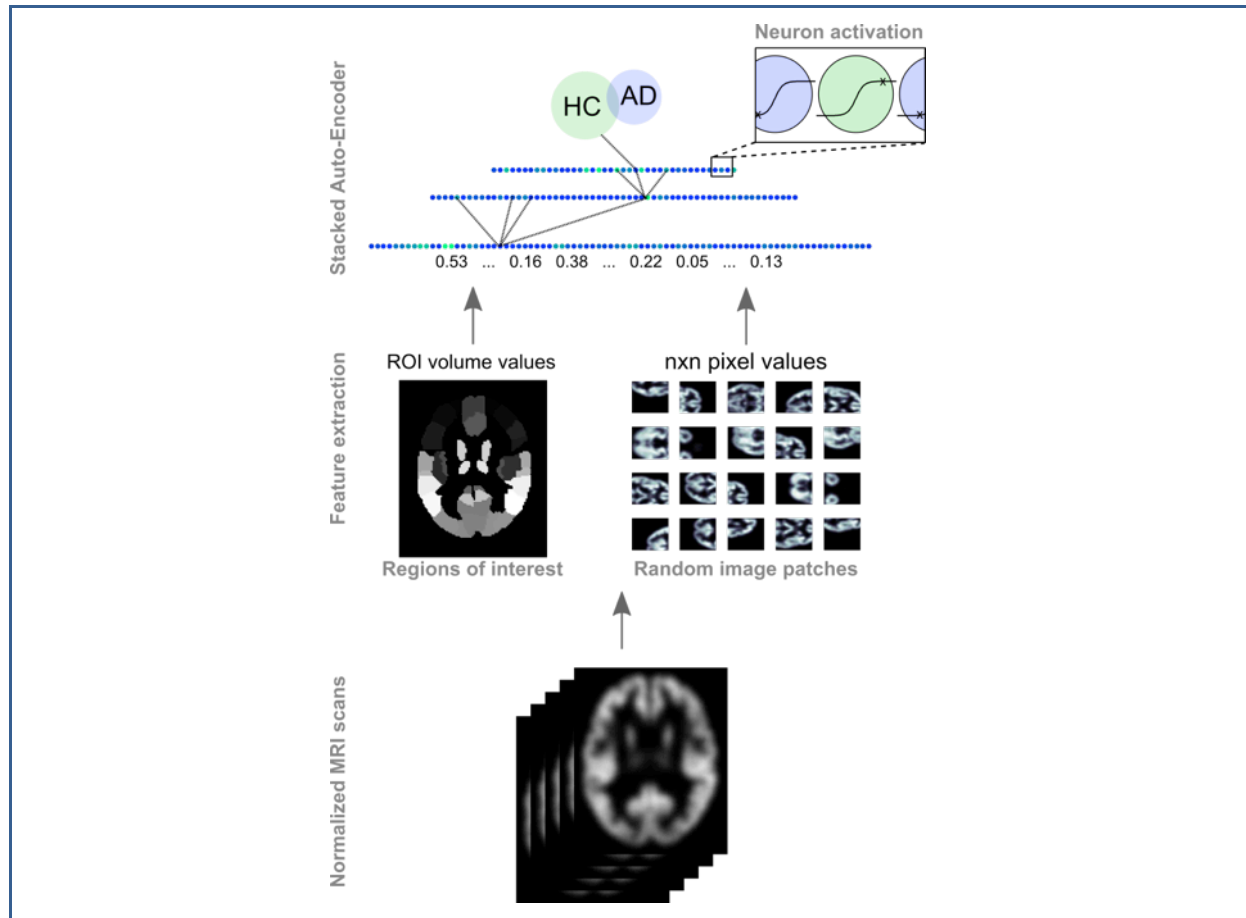 Neuron activation
Stacked Auto-Encoder
HC
AD
0.53 ... 0.16 0.38 ... 0.22 0.05 ... 0.13
Feature extraction
ROI volume values
nxn pixel values
Regions of interest
Random image patches
Normalized MRI scans